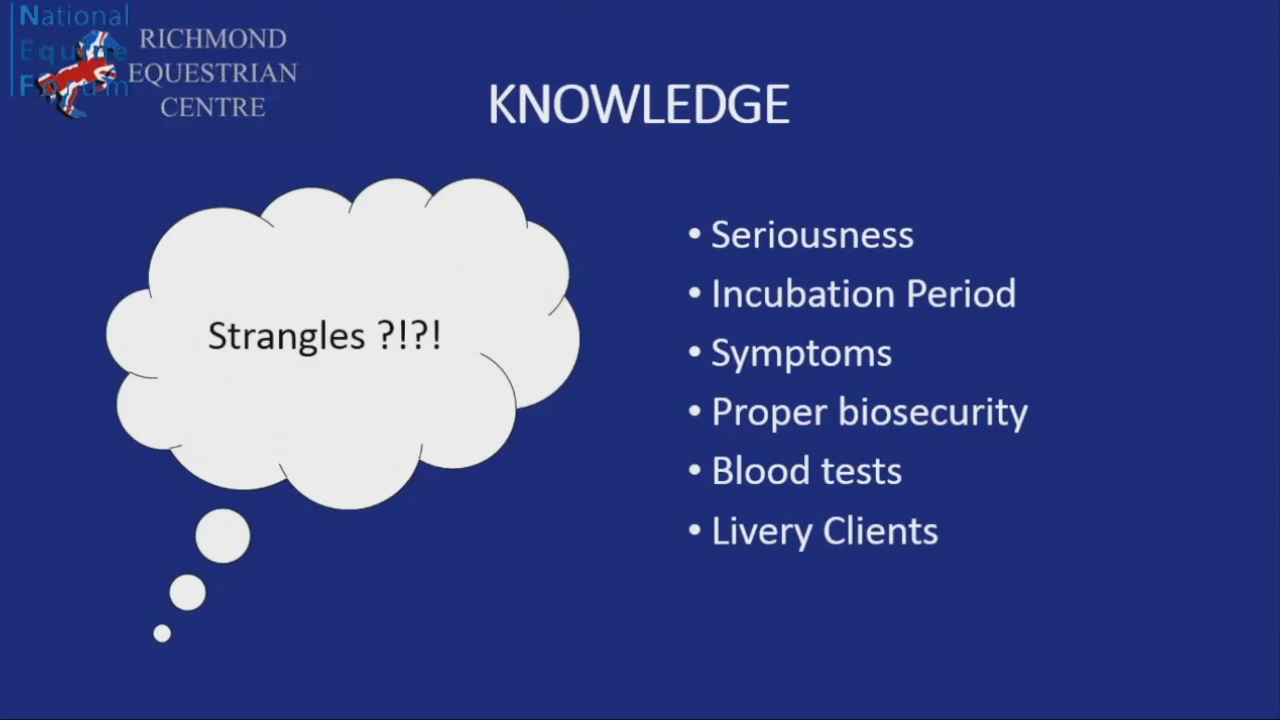 National
Equine
Forum
RICHMOND
EQUESTRIAN
CENTRE
KNOWLEDGE
Strangles ?!?!
• Seriousness
• Incubation Period
• Symptoms
• Proper biosecurity
• Blood tests
• Livery Clients